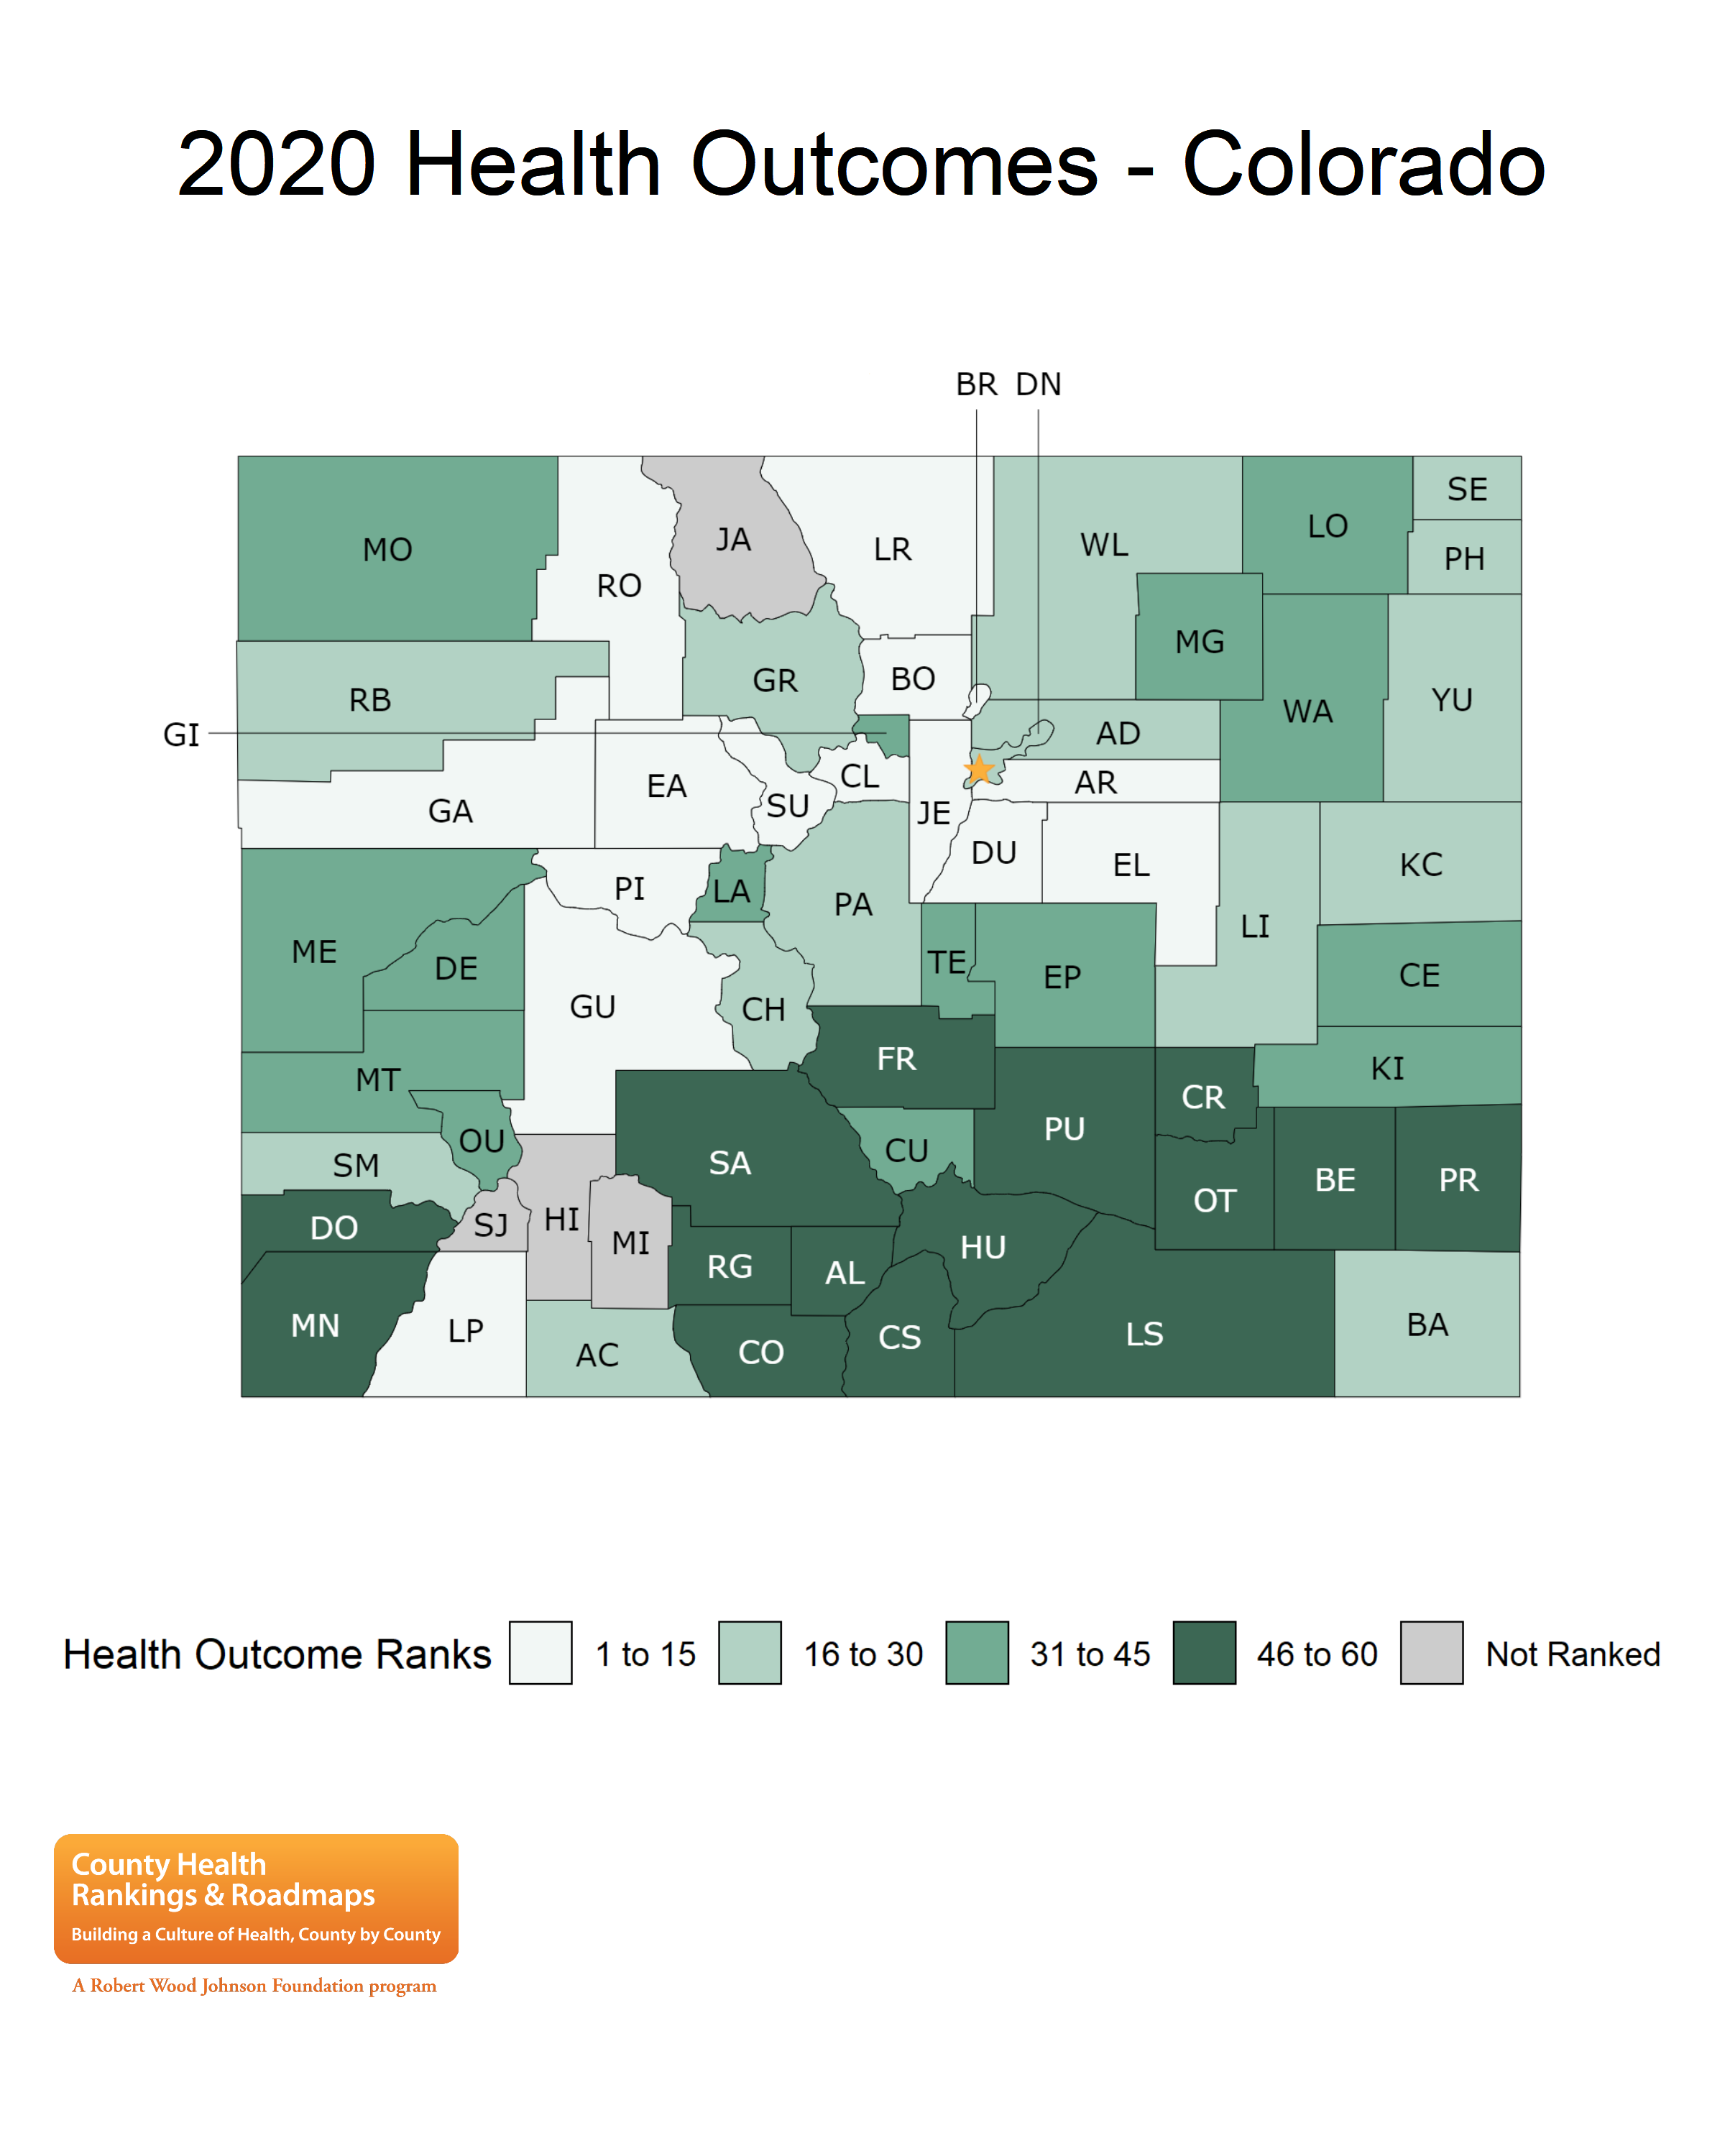 2020 Health Outcomes - Colorado
BR DN
MO
RO
JA
LR
WL
LO
SE
PH
MG
RB
GR
BO
WA
YU
GI
AD
EA
CL
AR
GA
SU
JE
DU
EL
KC
PI
LA
PA
LI
ME
DE
TE
EP
CE
GU
CH
FR
MT
CR
KI
OU
CU
PU
SM
SA
OT
BE
PR
DO
SJ
HI
MI
RG
AL
HU
MN
LP
AC
CO
CS
LS
BA
Health Outcome Ranks 1 to 15 16 to 30 31 to 45 46 to 60 Not Ranked
County Health
Rankings & Roadmaps
Building a Culture of Health, County by County
A Robert Wood Johnson Foundation program